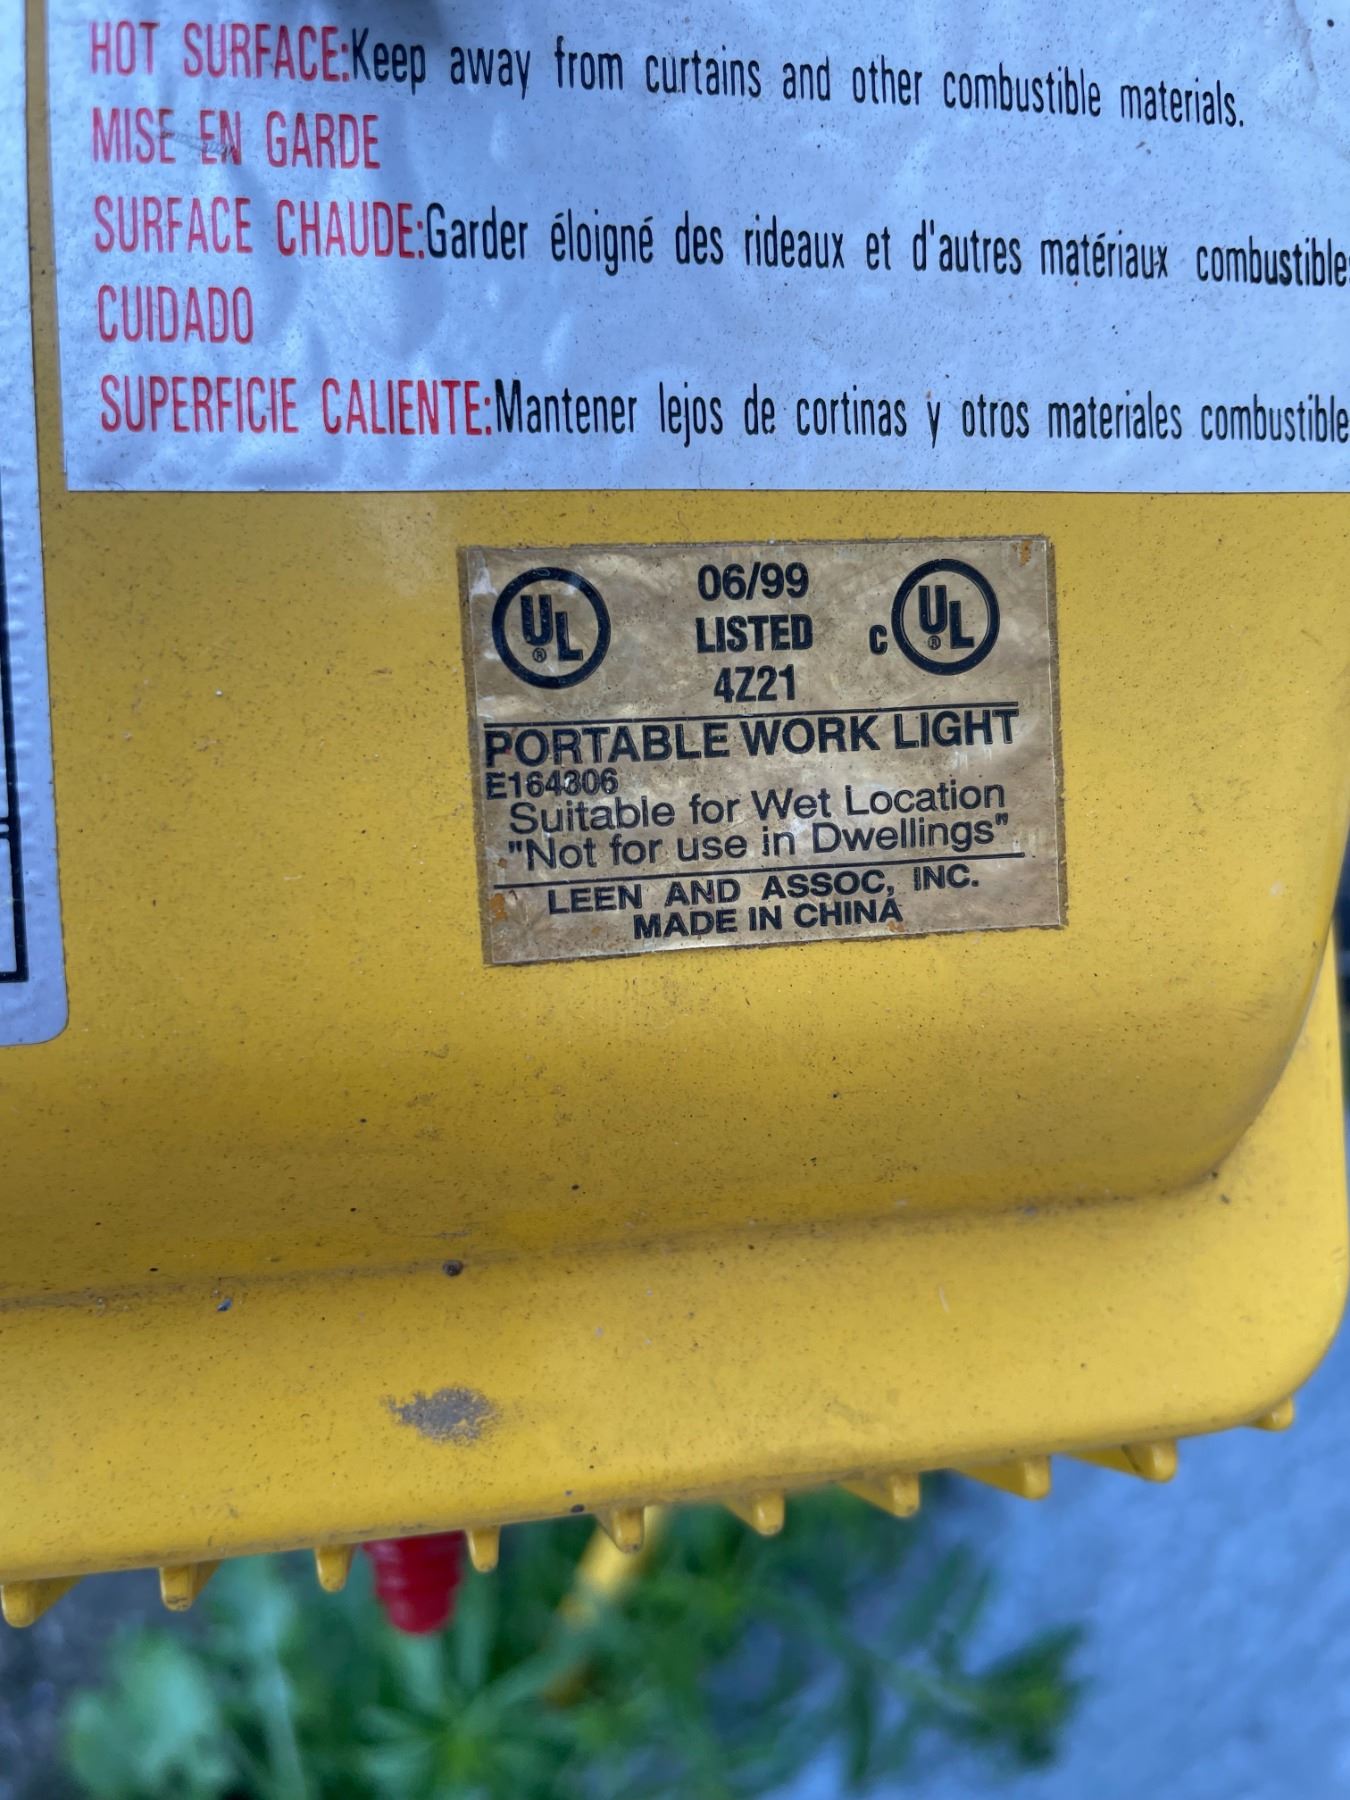 HOT SURFACE:Keep away from curtains and other combustible materials.
MISE EN GARDE
SURFACE CHAUDE:Garder éloigné des rideaux et d'autres matériaux combustible
CUIDADO
SUPERFICIE CALIENTE:Mantener lejos de cortinas y otros materiales combustible
UL ®
06/99
LISTED
4Z21
c UL ®
PORTABLE WORK LIGHT
E164306
Suitable for Wet Location
"Not for use in Dwellings"
LEEN AND ASSOC, INC.
MADE IN CHINA